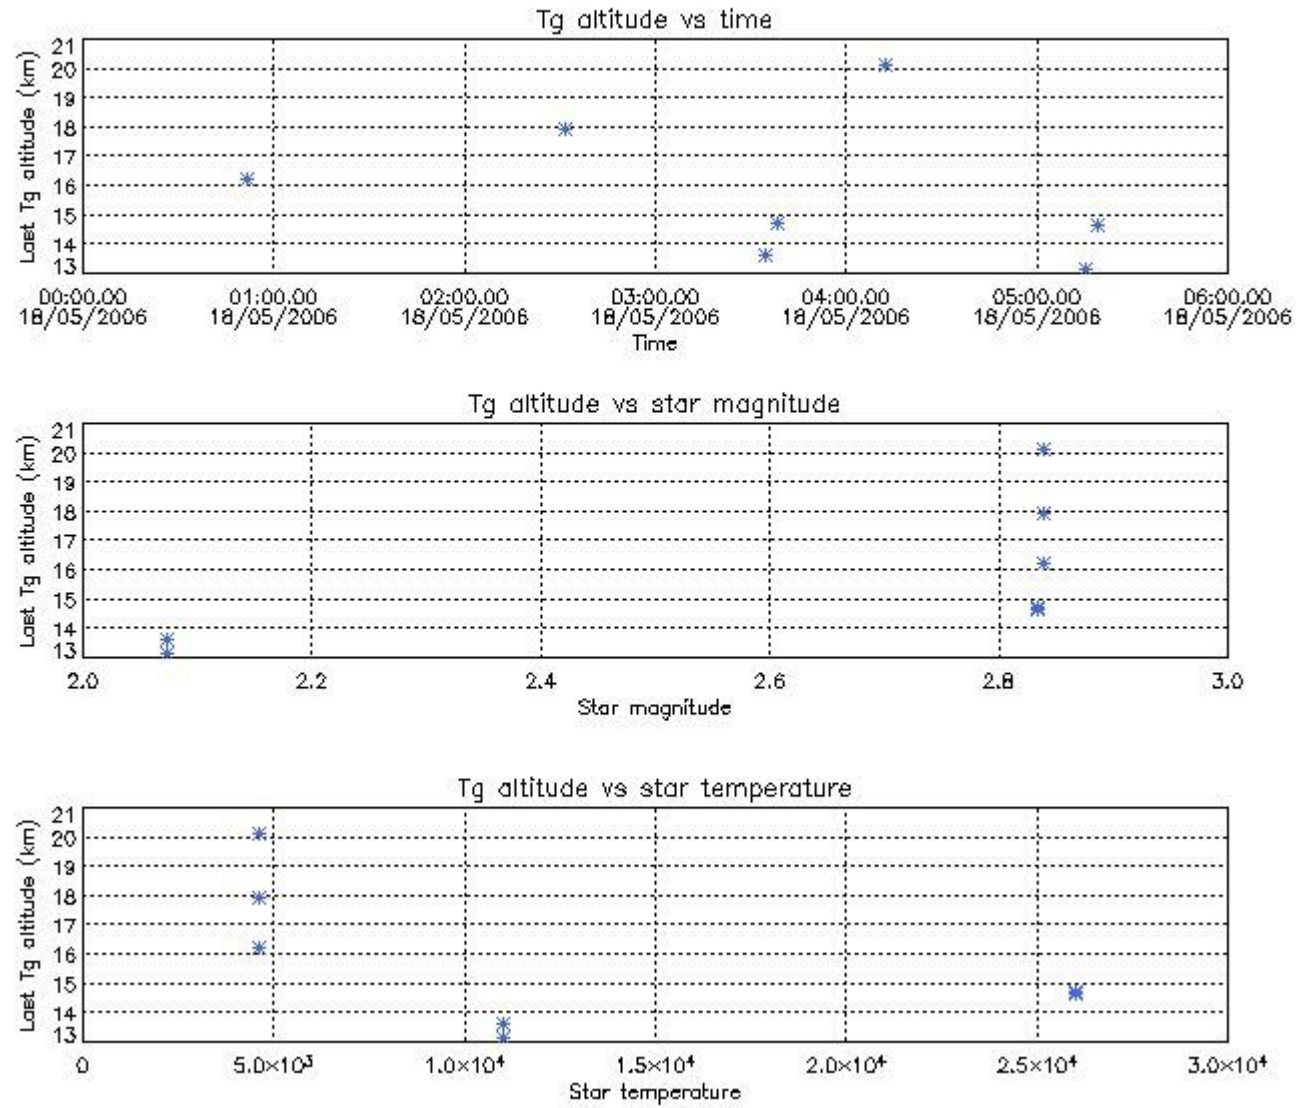 Tg altitude vs time
Last Tg altitude (km)
21
20
19
18
17
16
15
14
13
00:00.00 01:00.00 02:00.00 03:00.00 04:00.00 05:00.00 06:00.00
18/05/2006 18/05/2006 18/05/2006 18/05/2006 18/05/2006 18/05/2006 18/05/2006
Time
Tg altitude vs star magnitude
Last Tg altitude (km)
21
20
19
18
17
16
15
14
13
2.0 2.2 2.4 2.6 2.8 3.0
Star magnitude
Tg altitude vs star temperature
Last Tg altitude (km)
21
20
19
18
17
16
15
14
13
0 5.0×10³ 1.0×10⁴ 1.5×10⁴ 2.0×10⁴ 2.5×10⁴ 3.0×10⁴
Star temperature